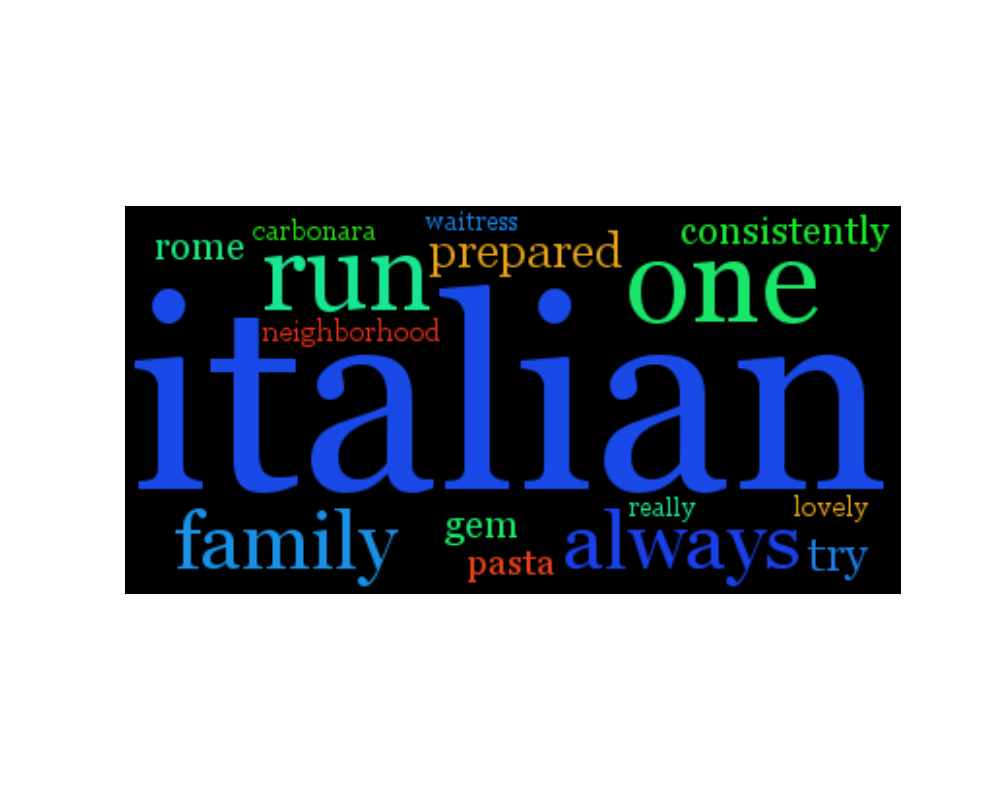 waitress
carbonara
consistently
rome
prepared
run
one
neighborhood
italian
really
lovely
family
gem
always
try
pasta